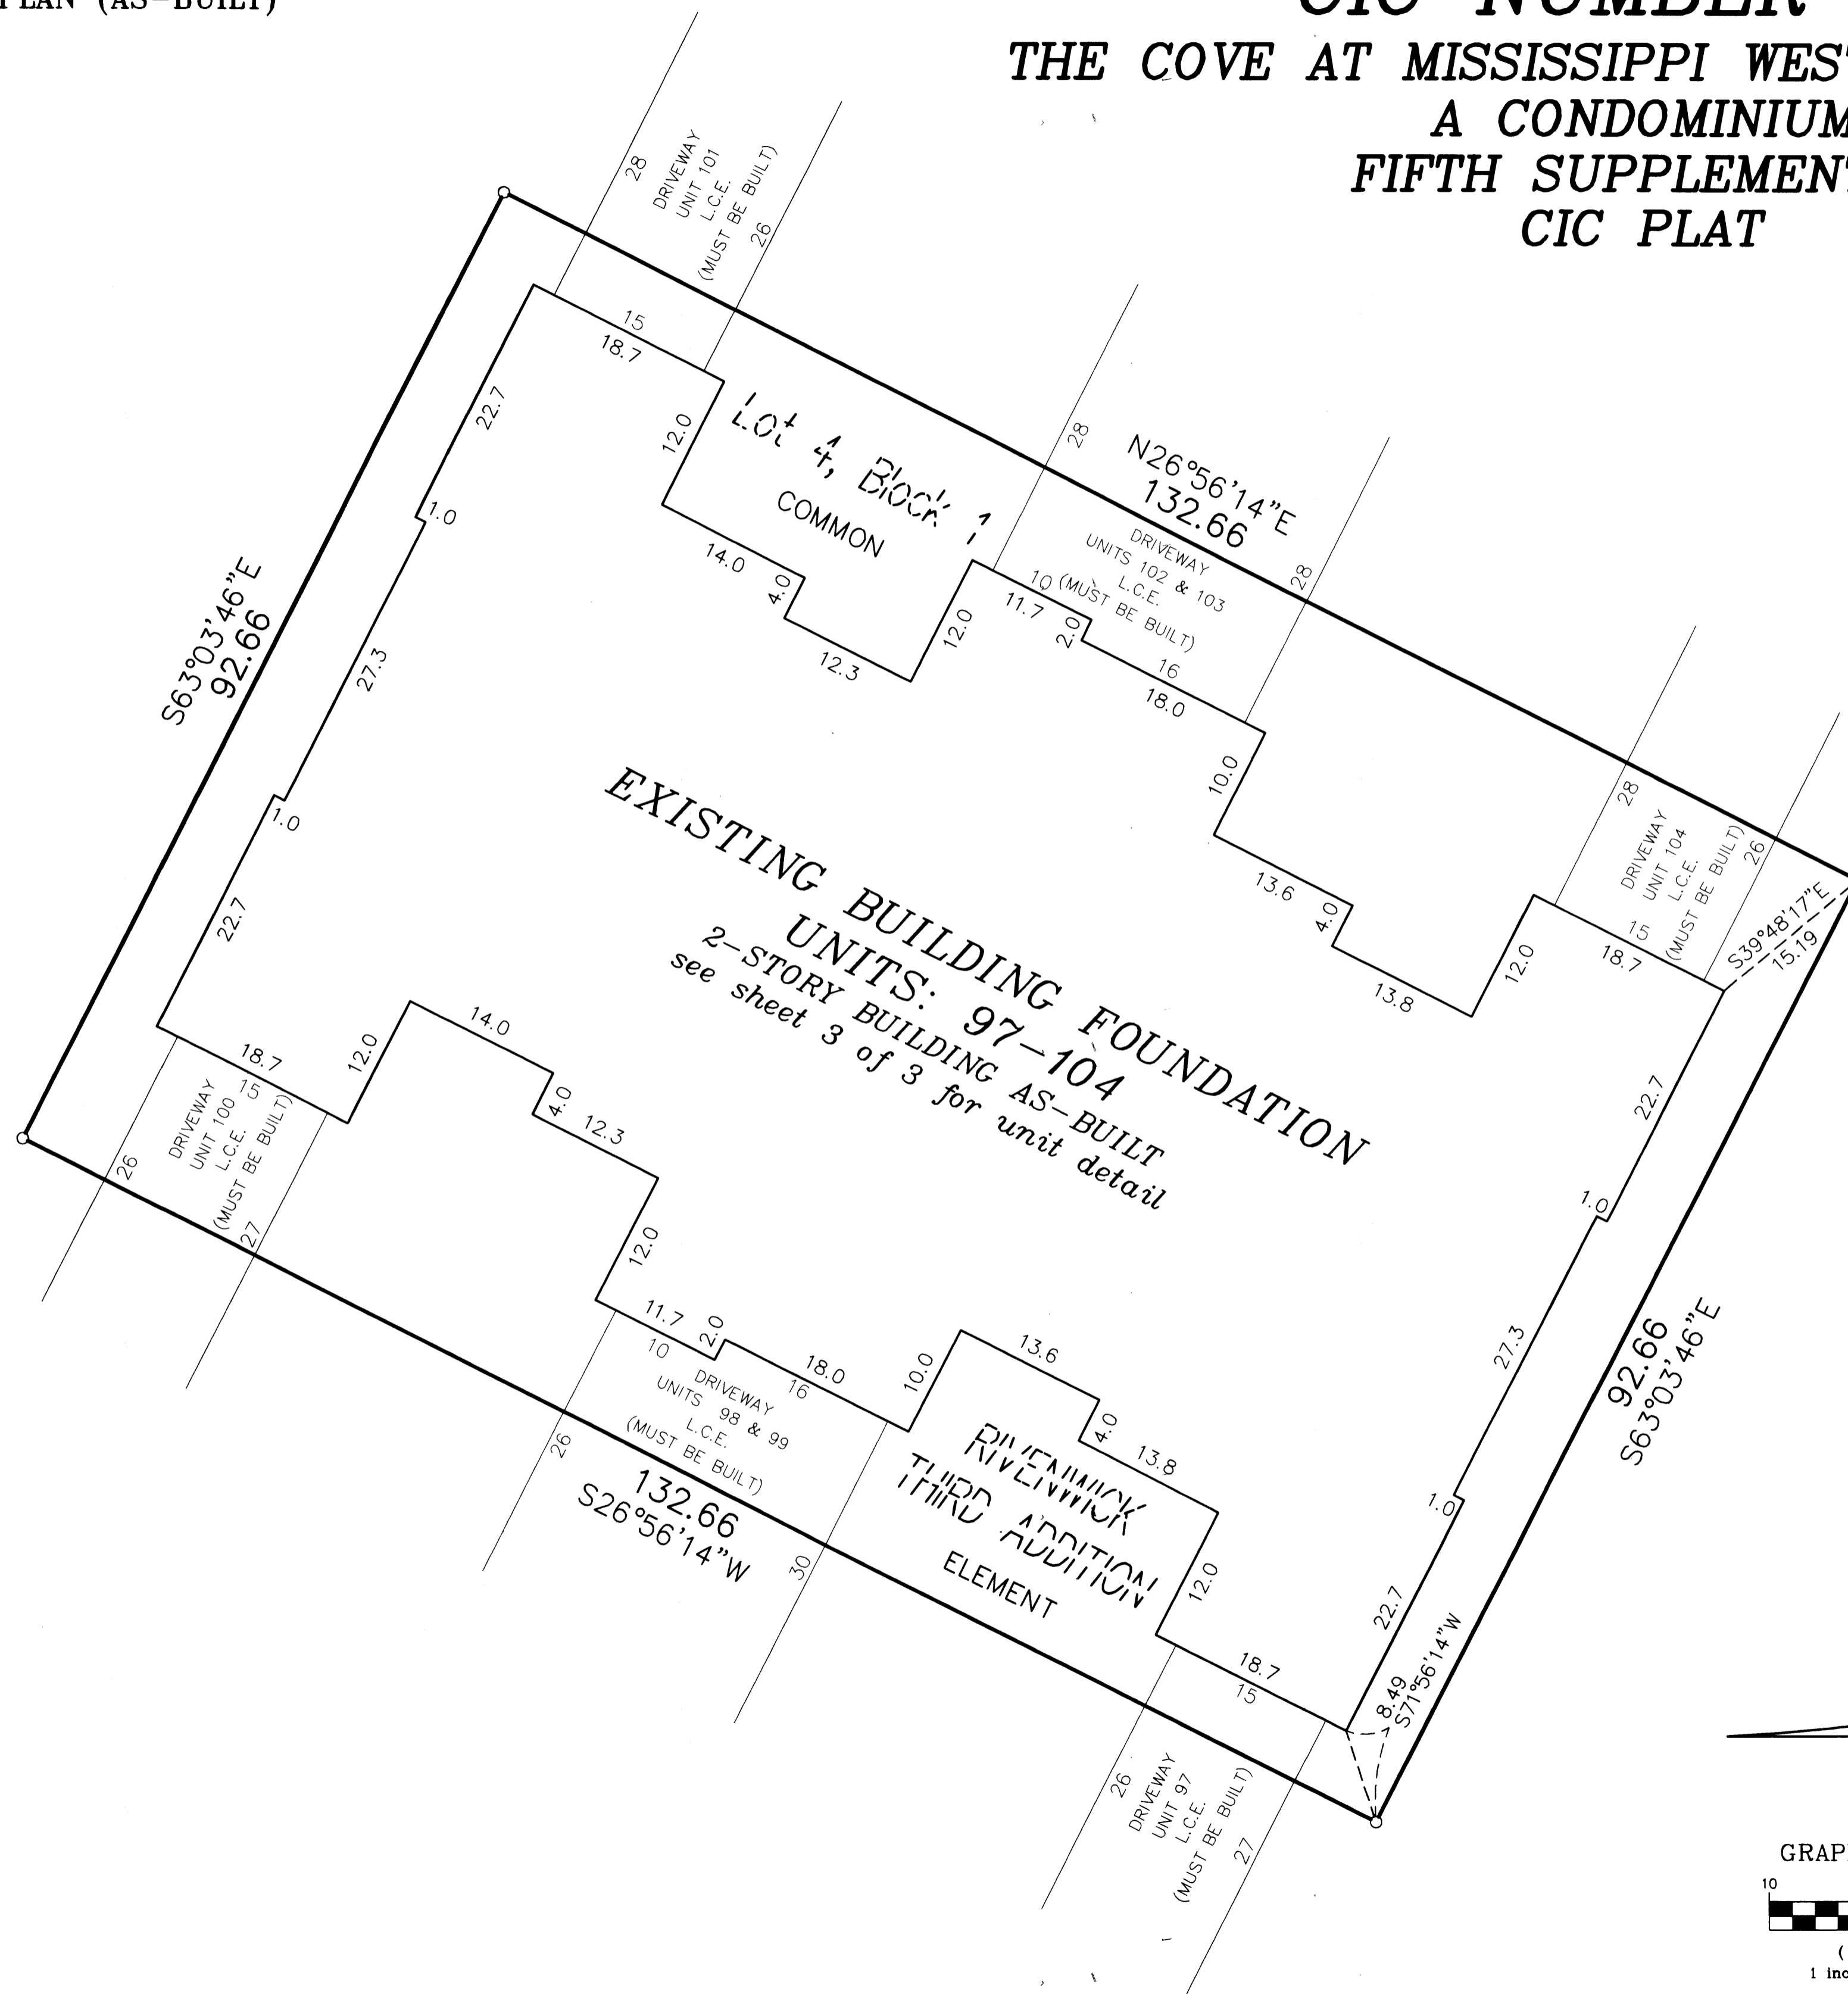 PLAN (AS-BUILT)
CIC NUMBER
THE COVE AT MISSISSIPPI WES
A CONDOMINIUM
FIFTH SUPPLEMEN
CIC PLAT
28
DRIVEWAY
UNIT 101
L.C.E.
(MUST BE BUILT)
26
15
18.7
22.7
12.0
Lot 4, Block 1
COMMON
1.0
14.0
4.0
12.3
12.0
28
N26°56'14"E
132.66
28
DRIVEWAY
UNITS 102 & 103
L.C.E.
(MUST BE BUILT)
10
11.7
2.0
16
18.0
10.0
S63°03'46"E
92.66
27.3
1.0
22.7
13.6
4.0
13.8
12.0
28
DRIVEWAY
UNIT 104
L.C.E.
(MUST BE BUILT)
26
15
18.7
S39°48'17"E
15.19
EXISTING BUILDING FOUNDATION
UNITS: 97-104
2-STORY BUILDING AS-BUILT
see sheet 3 of 3 for unit detail
22.7
1.0
27.3
92.66
S63°03'46"E
1.0
22.7
18.7
15
DRIVEWAY
UNIT 100
L.C.E.
(MUST BE BUILT)
26
27
12.0
14.0
4.0
12.3
12.0
11.7
10
2.0
18.0
16
DRIVEWAY
UNITS 98 & 99
L.C.E.
(MUST BE BUILT)
26
30
132.66
S26°56'14"W
10.0
13.6
4.0
13.8
RIVENWICK
THIRD ADDITION
ELEMENT
12.0
18.7
15
8.49
S71°56'14"W
26
DRIVEWAY
UNIT 97
L.C.E.
(MUST BE BUILT)
27
GRAP
10
(
1 inc